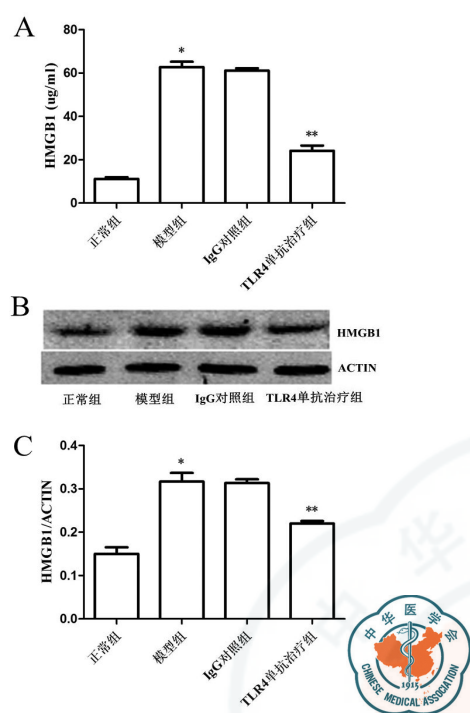 A
HMGB1 (ug/ml)
80
60
40
20
0
*
**
正常组
模型组
IgG对照组
TLR4单抗治疗组
B
HMGB1
ACTIN
正常组 模型组 IgG对照组 TLR4单抗治疗组
C
HMGB1/ACTIN
0.4
0.3
0.2
0.1
0.0
*
**
正常组
模型组
IgG对照组
TLR4单抗治疗组
中华
中华医学会
1915
CHINESE MEDICAL ASSOCIATION